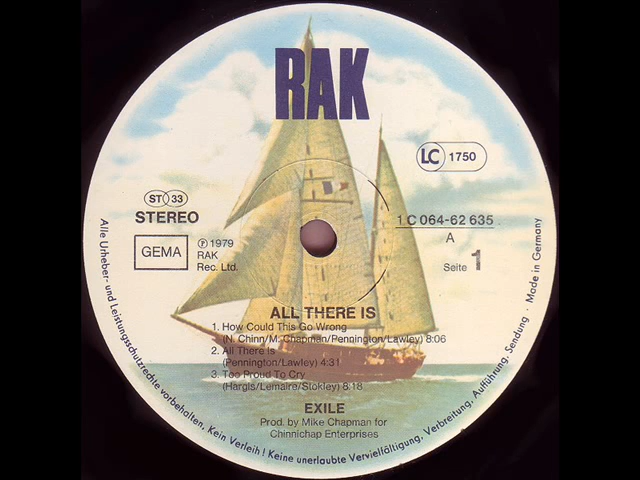 RAK
LC 1750
ST 33
STEREO
1 C 064-62 635
GEMA
℗ 1979
RAK
Rec. Ltd.
A
Seite 1
ALL THERE IS
1. How Could This Go Wrong
(N. Chinn/M. Chapman/Pennington/Lawley) 8:06
2. All There Is
(Pennington/Lawley) 4:31
3. Too Proud To Cry
(Hargis/Lemaire/Stokley) 8:18
EXILE
Prod. by Mike Chapman for
Chinnichap Enterprises
Alle Urheber- und Leistungsschutzrechte vorbehalten. Kein Verleih! Keine unerlaubte Vervielfältigung, Verbreitung, Aufführung, Sendung · Made in Germany